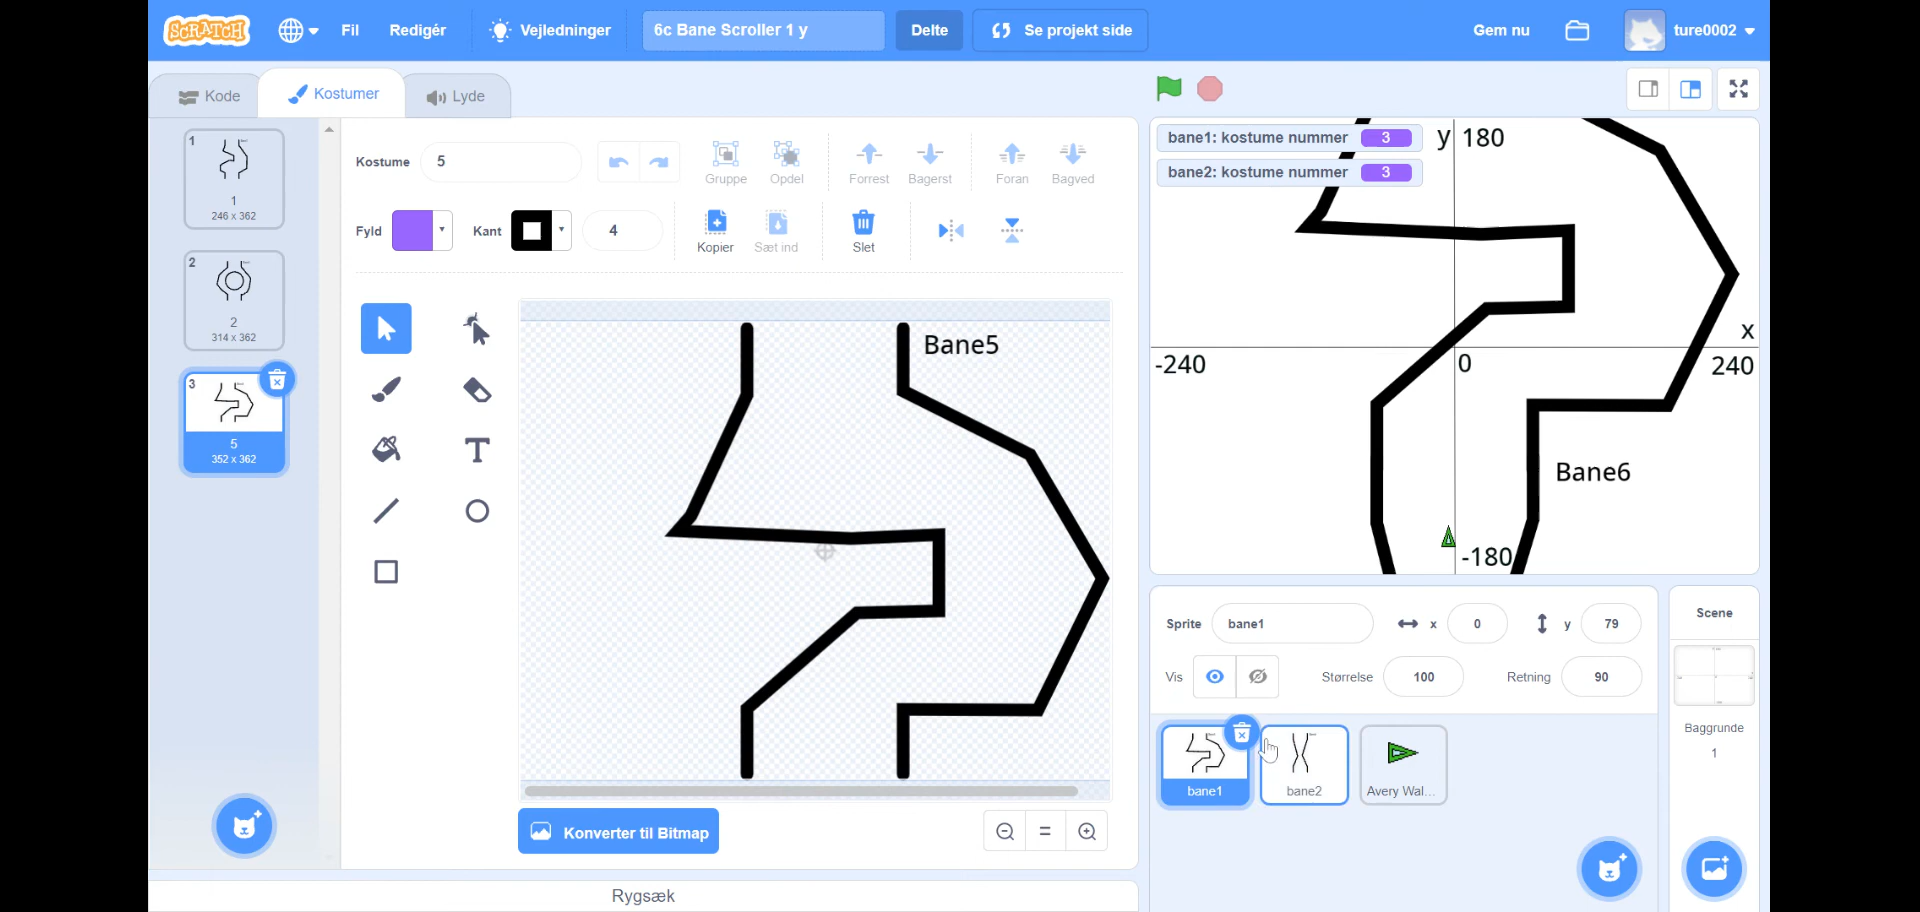 SCRATCH
Fil
Redigér
Vejledninger
6c Bane Scroller 1 y
Delte
Se projekt side
Gem nu
ture0002
Kode
Kostumer
Lyde
1
1
246 x 362
2
2
314 x 362
3
5
352 x 362
Kostume
5
Gruppe
Opdel
Forrest
Bagerst
Foran
Bagved
Fyld
Kant
4
Kopier
Sæt ind
Slet
Bane5
Konverter til Bitmap
Rygsæk
bane1: kostume nummer 3
bane2: kostume nummer 3
y 180
x
-240
0
240
Bane6
-180
Sprite
bane1
x
0
y
79
Vis
Størrelse
100
Retning
90
bane1
bane2
Avery Wal...
Scene
Baggrunde
1